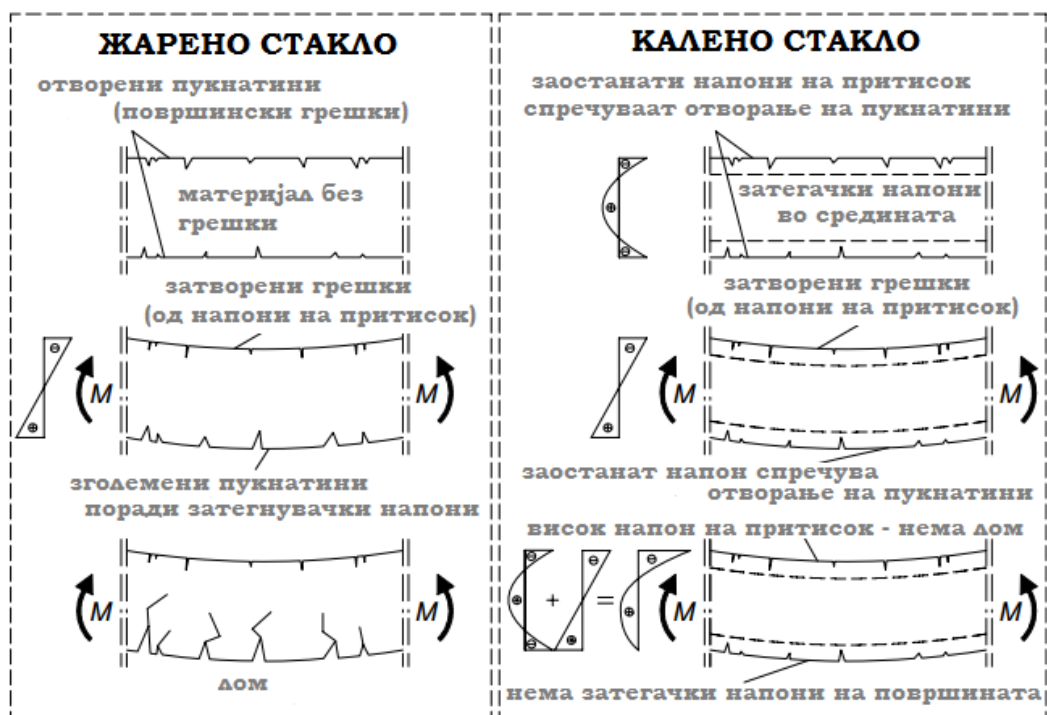 ЖАРЕНО СТАКЛО
отворени пукнатини
(површински грешки)
материјал без
грешки
затворени грешки
(од напони на притисок)
M
M
зголемени пукнатини
поради затегнувачки напони
M
M
лом
КАЛЕНО СТАКЛО
заостанати напони на притисок
спречуваат отворање на пукнатини
затегачки напони
во средината
затворени грешки
(од напони на притисок)
M
M
заостанат напон спречува
отворање на пукнатини
висок напон на притисок - нема лом
+ =
M
M
нема затегачки напони на површината